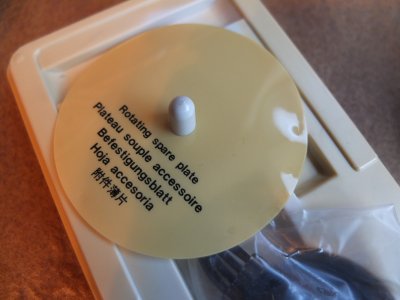 Rotating spare plate
Plateau souple accessoire
Befestigungsblatt
Hoja accesoria
附件薄片